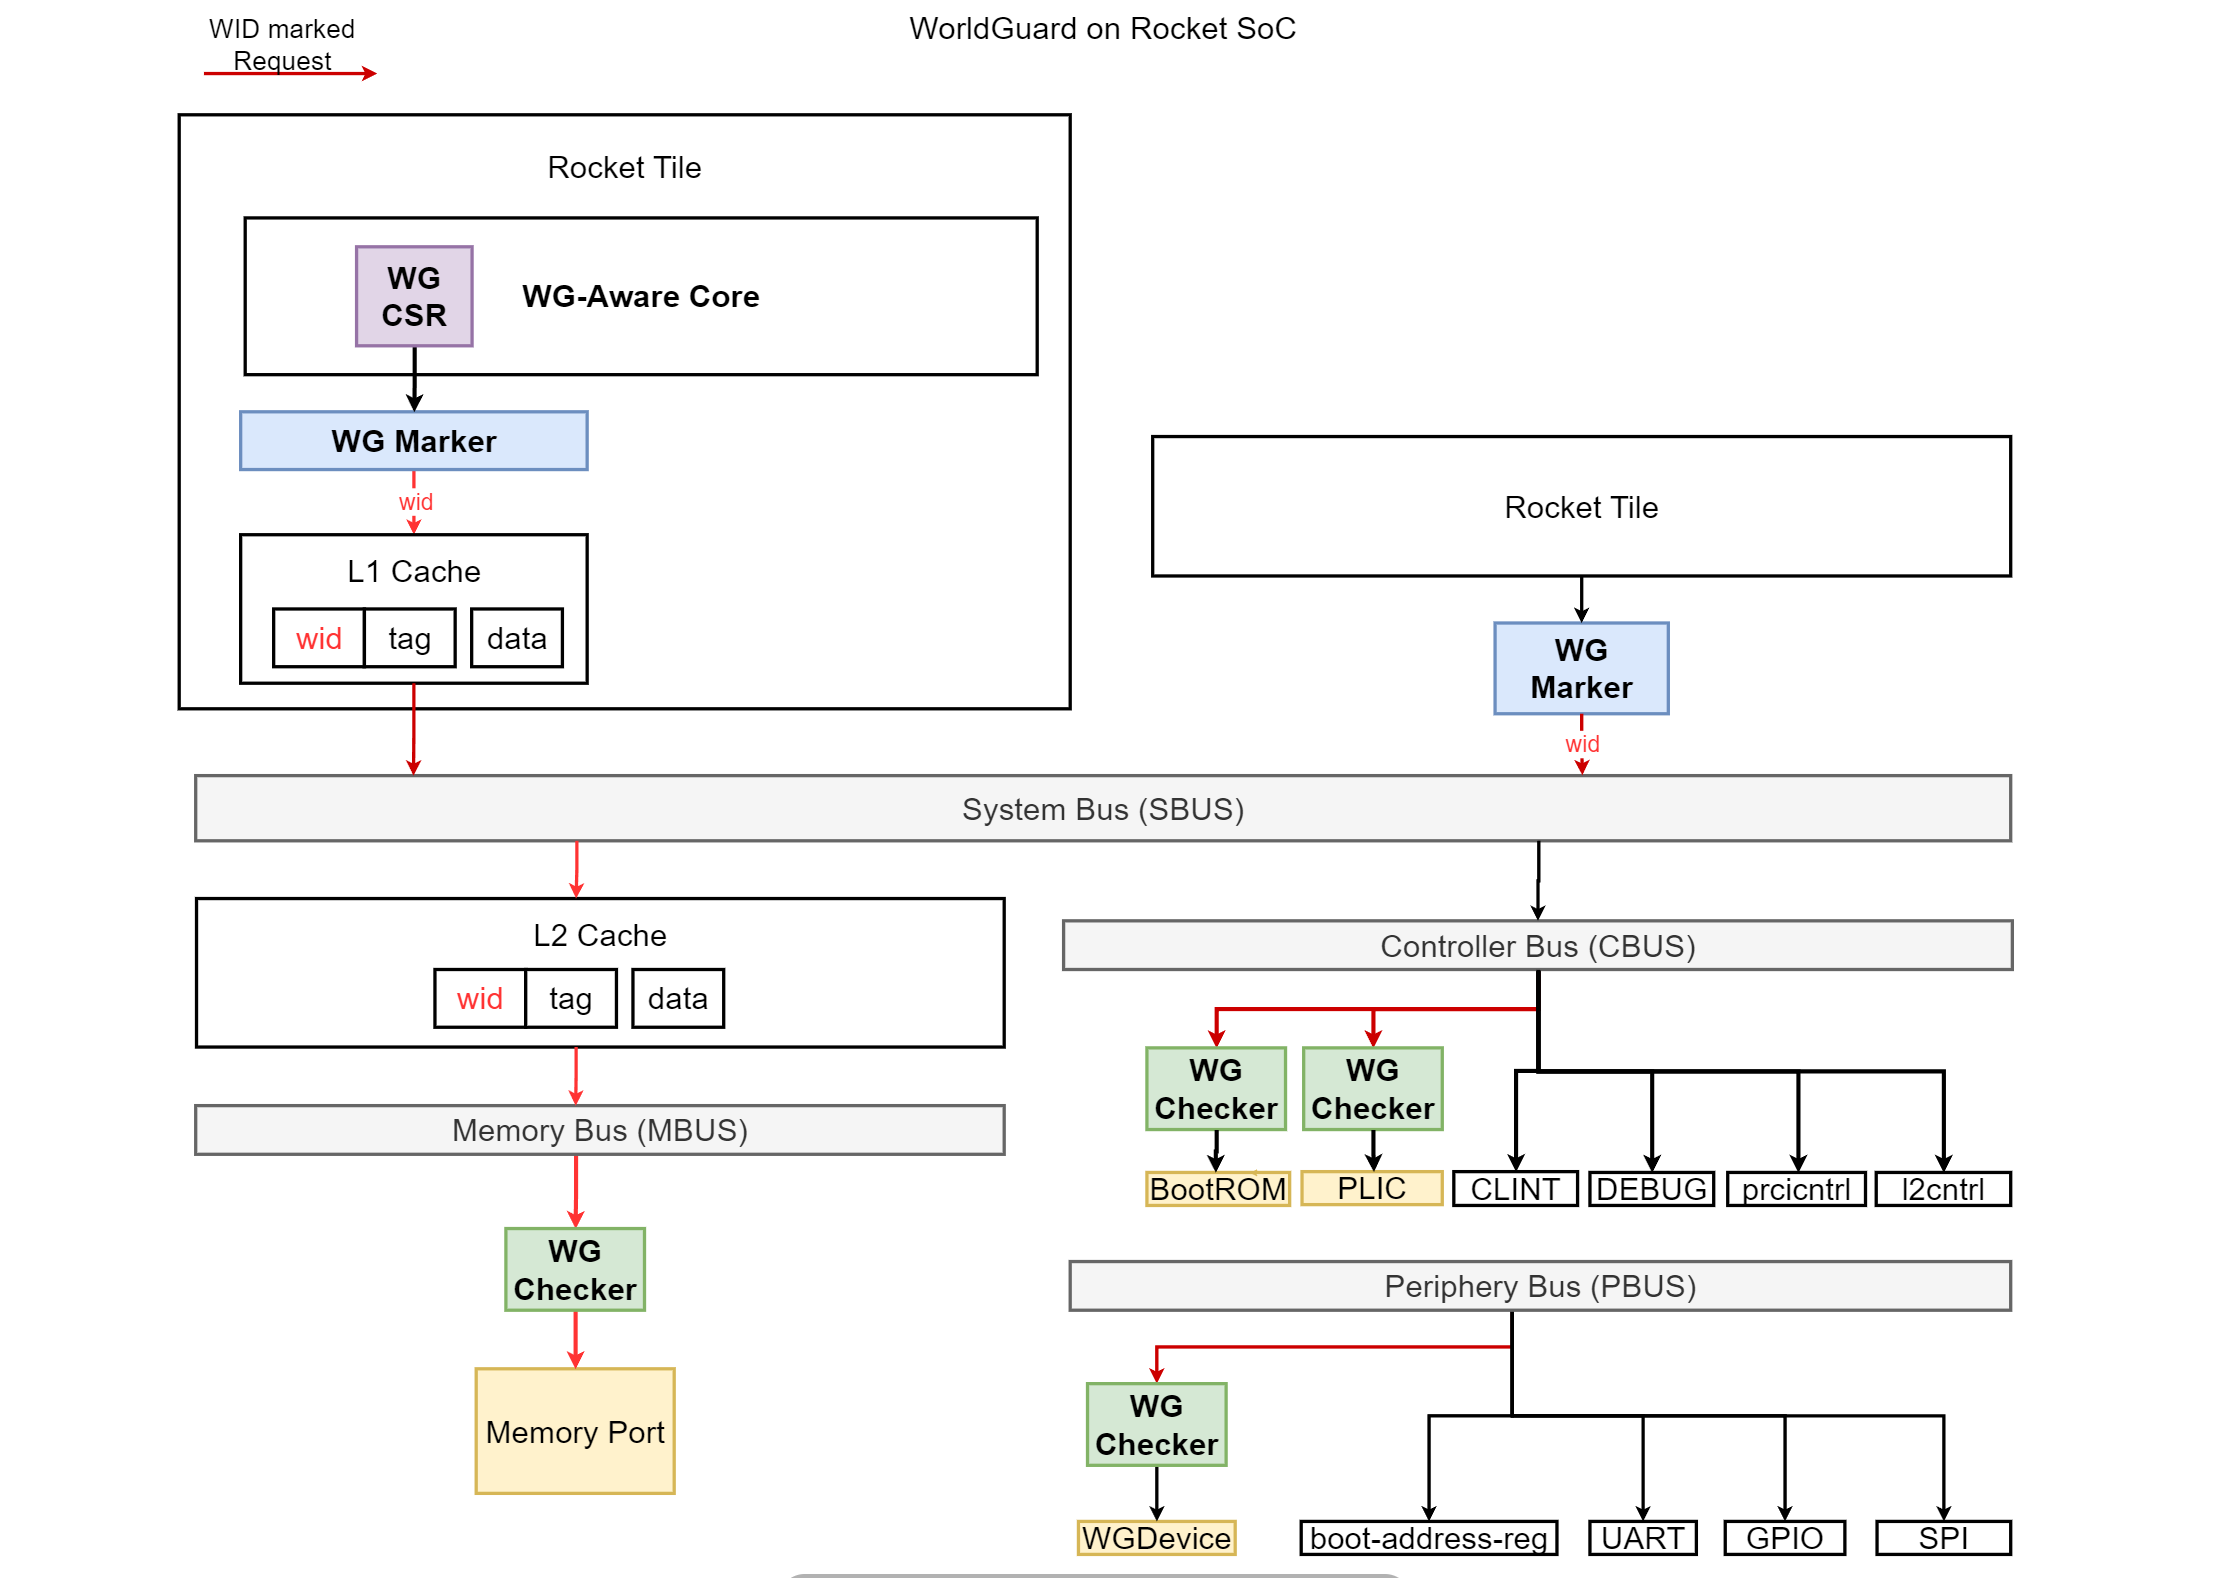 WorldGuard on Rocket SoC
WID marked
Request
Rocket Tile
WG
CSR
WG-Aware Core
WG Marker
wid
L1 Cache
wid tag data
Rocket Tile
WG
Marker
wid
System Bus (SBUS)
L2 Cache
wid tag data
Controller Bus (CBUS)
WG
Checker
WG
Checker
BootROM PLIC CLINT DEBUG prcicntrl l2cntrl
Memory Bus (MBUS)
WG
Checker
Memory Port
Periphery Bus (PBUS)
WG
Checker
WGDevice boot-address-reg UART GPIO SPI